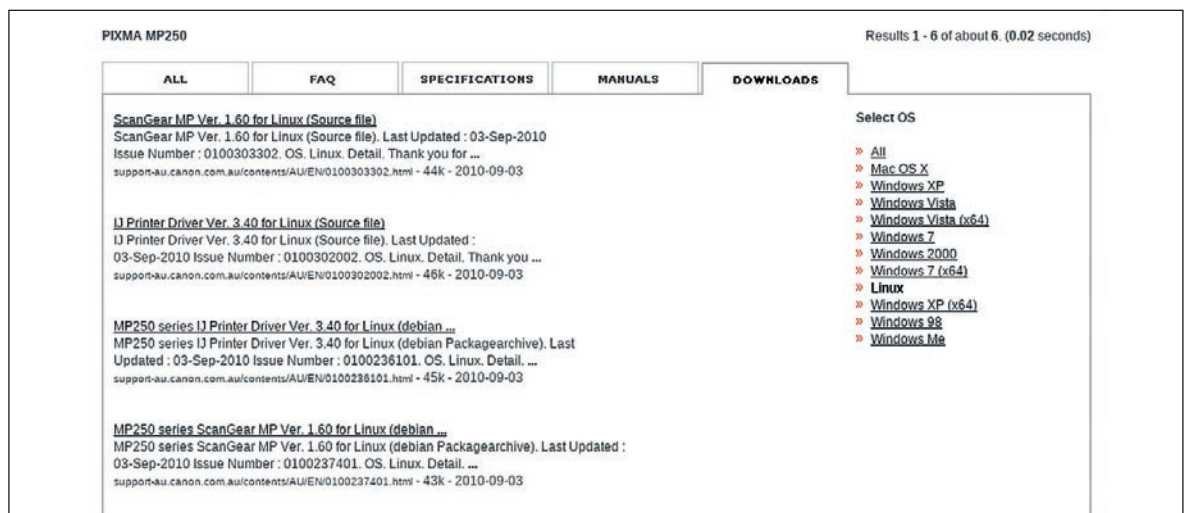 PIXMA MP250
Results 1 - 6 of about 6. (0.02 seconds)
ALL
FAQ
SPECIFICATIONS
MANUALS
DOWNLOADS
ScanGear MP Ver. 1.60 for Linux (Source file)
ScanGear MP Ver. 1.60 for Linux (Source file). Last Updated : 03-Sep-2010
Issue Number : 0100303302. OS. Linux. Detail. Thank you for ...
support-au.canon.com.au/contents/AU/EN/0100303302.html - 44k - 2010-09-03
IJ Printer Driver Ver. 3.40 for Linux (Source file)
IJ Printer Driver Ver. 3.40 for Linux (Source file). Last Updated :
03-Sep-2010 Issue Number : 0100302002. OS. Linux. Detail. Thank you ...
support-au.canon.com.au/contents/AU/EN/0100302002.html - 46k - 2010-09-03
MP250 series IJ Printer Driver Ver. 3.40 for Linux (debian ...
MP250 series IJ Printer Driver Ver. 3.40 for Linux (debian Packagearchive). Last
Updated : 03-Sep-2010 Issue Number : 0100236101. OS. Linux. Detail. ...
support-au.canon.com.au/contents/AU/EN/0100236101.html - 45k - 2010-09-03
MP250 series ScanGear MP Ver. 1.60 for Linux (debian ...
MP250 series ScanGear MP Ver. 1.60 for Linux (debian Packagearchive). Last Updated :
03-Sep-2010 Issue Number : 0100237401. OS. Linux. Detail. ...
support-au.canon.com.au/contents/AU/EN/0100237401.html - 43k - 2010-09-03
Select OS
» All
» Mac OS X
» Windows XP
» Windows Vista
» Windows Vista (x64)
» Windows 7
» Windows 2000
» Windows 7 (x64)
» Linux
» Windows XP (x64)
» Windows 98
» Windows Me